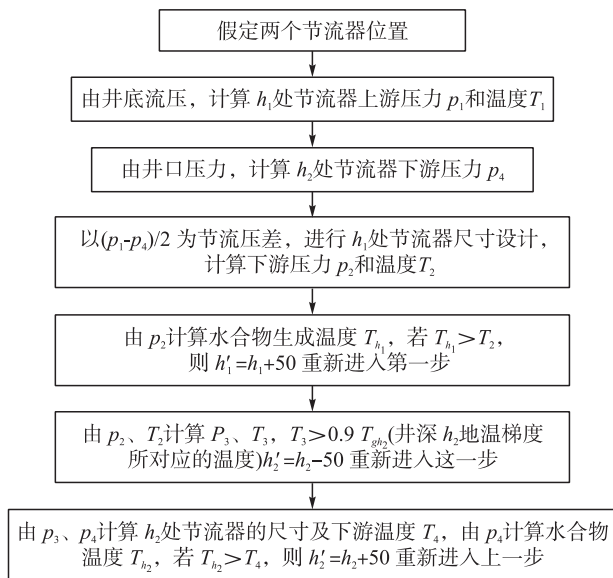 假定两个节流器位置
由井底流压，计算 h₁处节流器上游压力 p₁和温度T₁
由井口压力，计算 h₂处节流器下游压力 p₄
以(p₁-p₄)/2 为节流压差，进行 h₁处节流器尺寸设计，
计算下游压力 p₂和温度T₂
由 p₂计算水合物生成温度 Tₕ₁，若 Tₕ₁>T₂，
则 h′₁=h₁+50 重新进入第一步
由 p₂、T₂计算 P₃、T₃，T₃>0.9 T_gh₂(井深 h₂地温梯度
所对应的温度)h′₂=h₂-50 重新进入这一步
由 p₃、p₄计算 h₂处节流器的尺寸及下游温度 T₄，由 p₄计算水合物
温度 Tₕ₂，若 Tₕ₂>T₄，则 h′₂=h₂+50 重新进入上一步